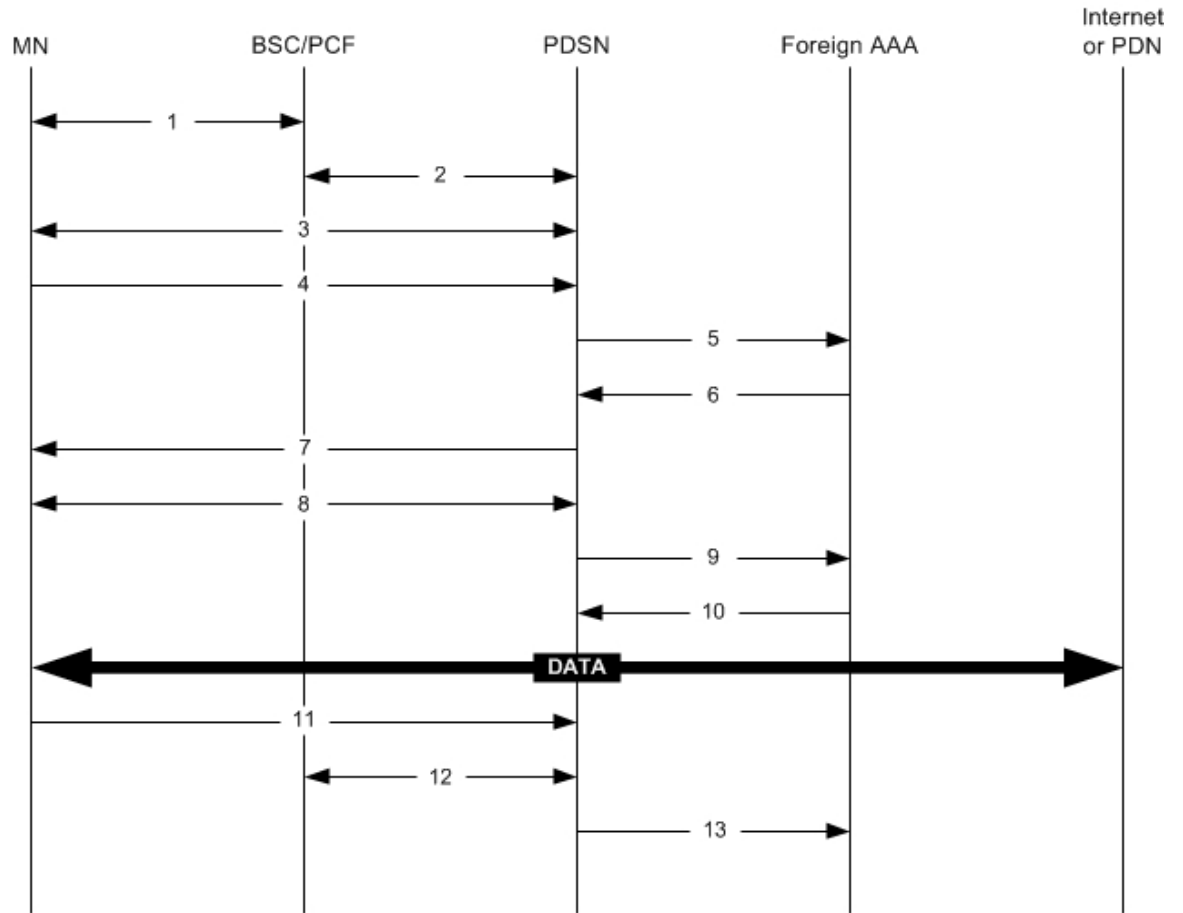 MN
BSC/PCF
PDSN
Foreign AAA
Internet
or PDN
1
2
3
4
5
6
7
8
9
10
DATA
11
12
13